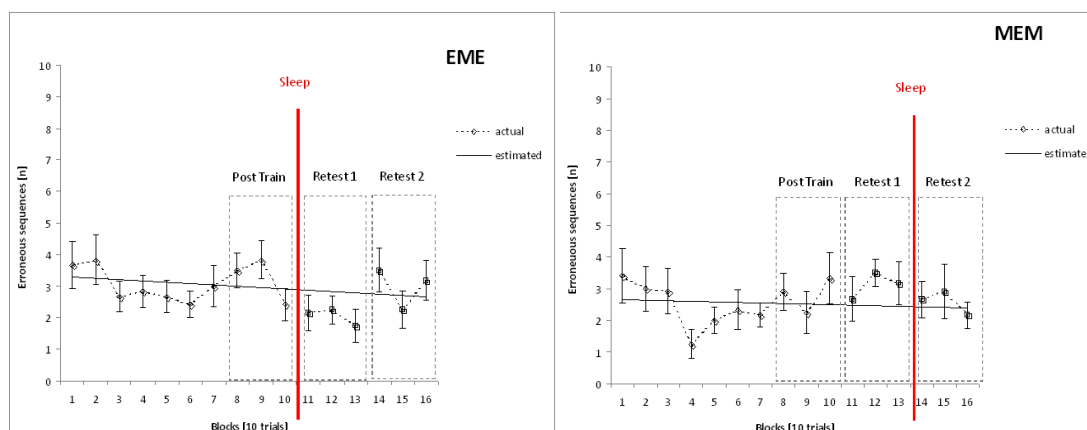 EME
10
9
8
7
6
5
4
3
2
1
0
Erroneous sequences [n]
Sleep
actual
estimated
Post Train
Retest 1
Retest 2
1 2 3 4 5 6 7 8 9 10 11 12 13 14 15 16
Blocks [10 trials]
MEM
10
9
8
7
6
5
4
3
2
1
0
Erroneuous sequences [n]
Sleep
actual
estimate
Post Train
Retest 1
Retest 2
1 2 3 4 5 6 7 8 9 10 11 12 13 14 15 16
Blocks [10 trials]